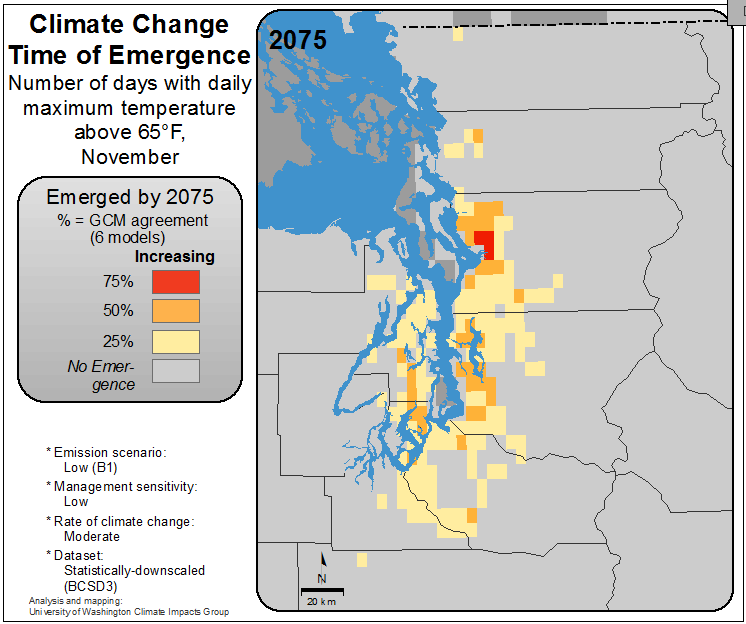 Climate Change
Time of Emergence
Number of days with daily
maximum temperature
above 65°F,
November
Emerged by 2075
% = GCM agreement
(6 models)
Increasing
75%
50%
25%
No Emer-
gence
* Emission scenario:
Low (B1)
* Management sensitivity:
Low
* Rate of climate change:
Moderate
* Dataset:
Statistically-downscaled
(BCSD3)
Analysis and mapping:
University of Washington Climate Impacts Group
2075
N
20 km